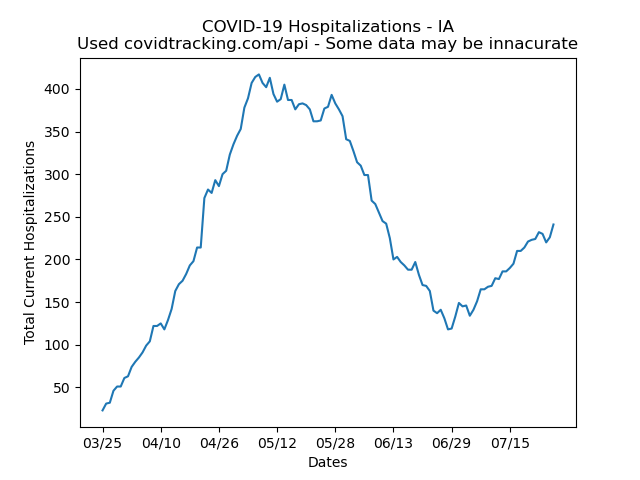 COVID-19 Hospitalizations - IA
Used covidtracking.com/api - Some data may be innacurate
400
350
300
250
200
150
100
50
Total Current Hospitalizations
03/25 04/10 04/26 05/12 05/28 06/13 06/29 07/15
Dates